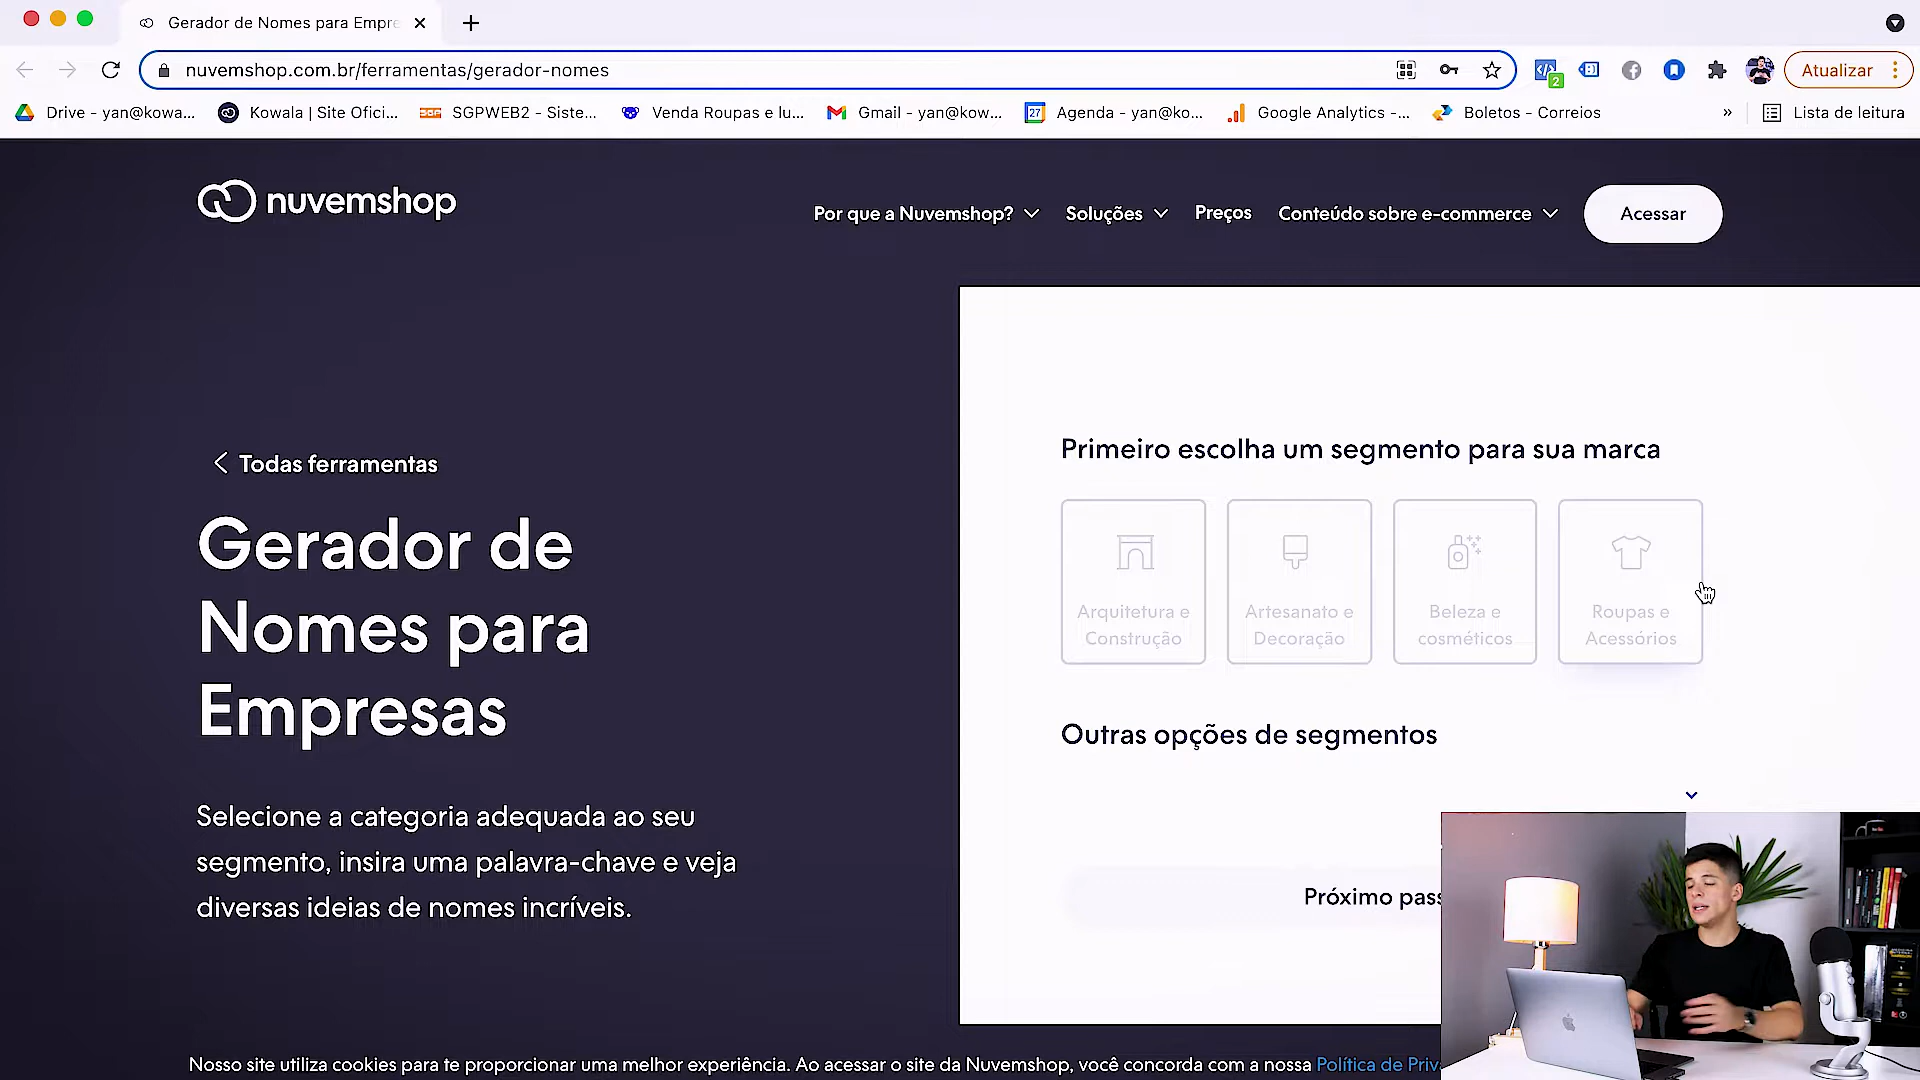 Gerador de Nomes para Empre
nuvemshop.com.br/ferramentas/gerador-nomes
2
Atualizar
Drive - yan@kowa...
Kowala | Site Ofici...
SGPWEB2 - Siste...
Venda Roupas e lu...
Gmail - yan@kow...
27
Agenda - yan@ko...
Google Analytics -...
Boletos - Correios
»
Lista de leitura
nuvemshop
Por que a Nuvemshop?
Soluções
Preços
Conteúdo sobre e-commerce
Acessar
Todas ferramentas
Gerador de
Nomes para
Empresas
Selecione a categoria adequada ao seu
segmento, insira uma palavra-chave e veja
diversas ideias de nomes incríveis.
Primeiro escolha um segmento para sua marca
Arquitetura e
Construção
Artesanato e
Decoração
Beleza e
cosméticos
Roupas e
Acessórios
Outras opções de segmentos
Próximo pass
Nosso site utiliza cookies para te proporcionar uma melhor experiência. Ao acessar o site da Nuvemshop, você concorda com a nossa Política de Priv